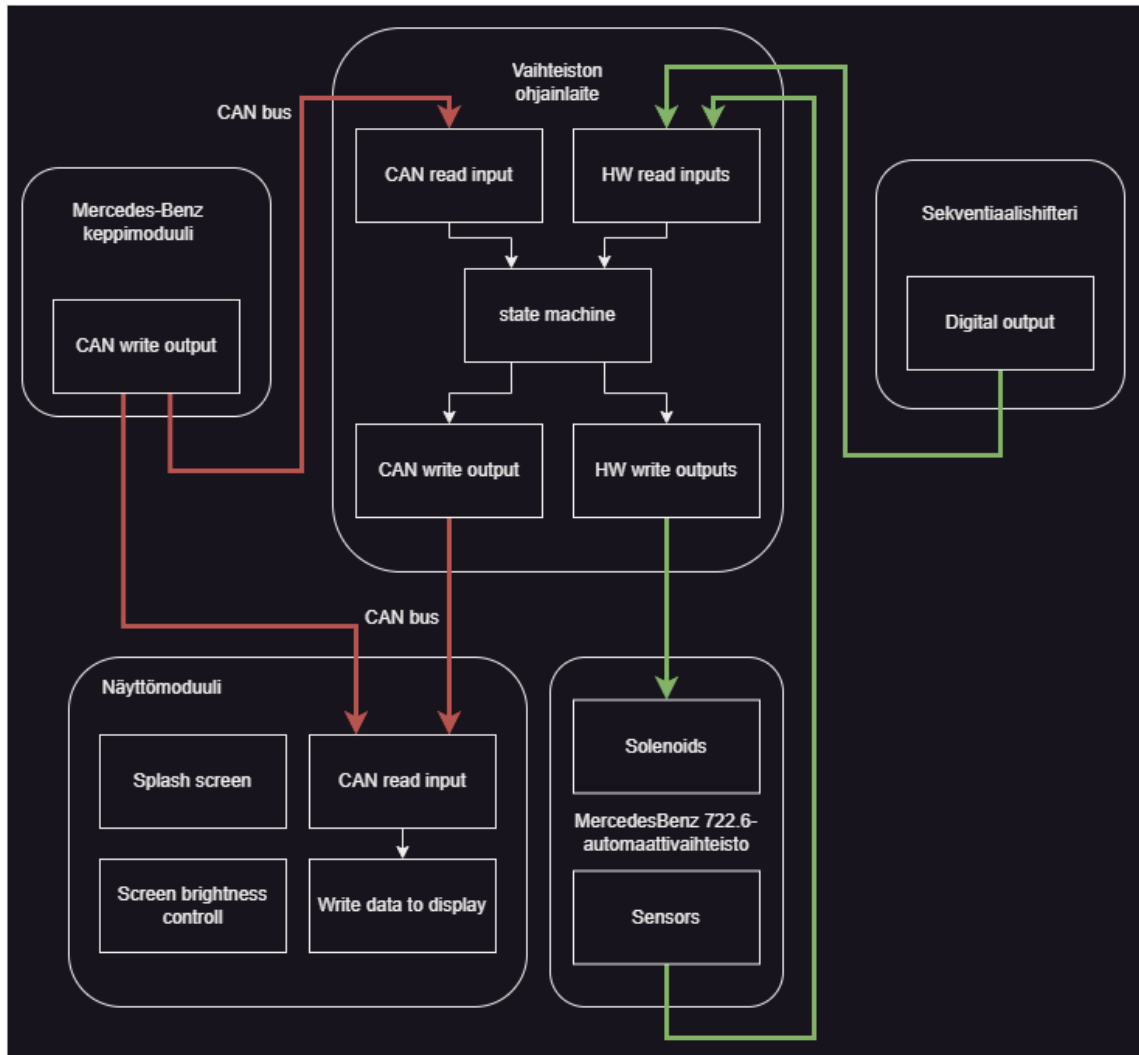 Vaihteiston
ohjainlaite
CAN bus
CAN read input
HW read inputs
Mercedes-Benz
keppimoduuli
Sekventiaalishifteri
CAN write output
state machine
Digital output
CAN write output
HW write outputs
CAN bus
Näyttömoduuli
Splash screen
CAN read input
Solenoids
MercedesBenz 722.6-
automaattivaihteisto
Screen brightness
controll
Write data to display
Sensors